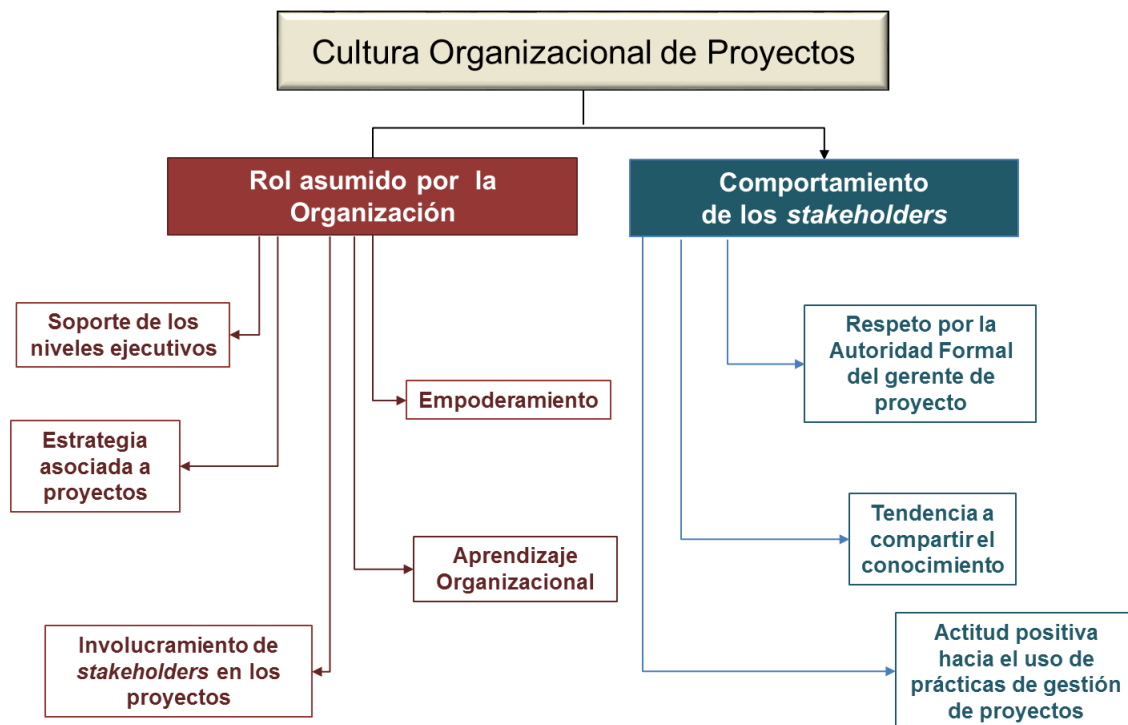 Cultura Organizacional de Proyectos
Rol asumido por la
Organización
Comportamiento
de los stakeholders
Soporte de los
niveles ejecutivos
Empoderamiento
Estrategia
asociada a
proyectos
Aprendizaje
Organizacional
Involucramiento de
stakeholders en los
proyectos
Respeto por la
Autoridad Formal
del gerente de
proyecto
Tendencia a
compartir el
conocimiento
Actitud positiva
hacia el uso de
prácticas de gestión
de proyectos